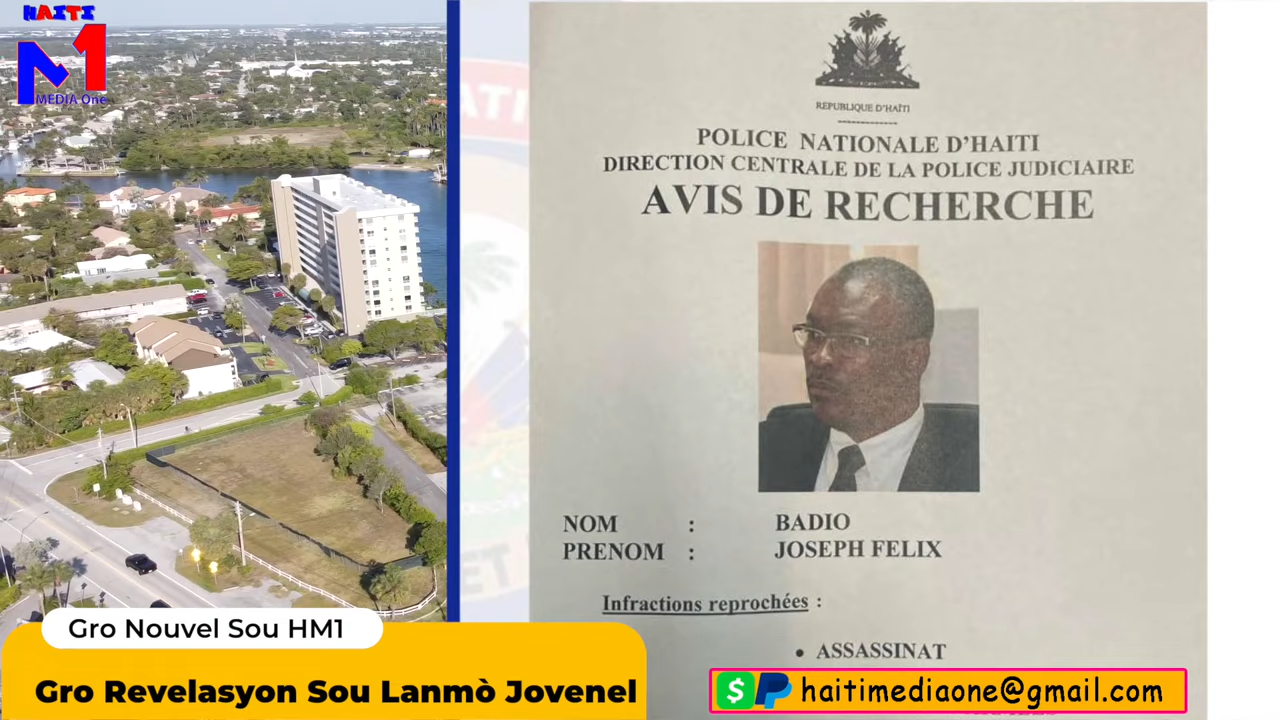 HAITI
M1
MEDIA One
REPUBLIQUE D'HAÏTI
POLICE NATIONALE D'HAITI
DIRECTION CENTRALE DE LA POLICE JUDICIAIRE
AVIS DE RECHERCHE
NOM : BADIO
PRENOM : JOSEPH FELIX
Infractions reprochées :
• ASSASSINAT
Gro Nouvel Sou HM1
Gro Revelasyon Sou Lanmò Jovenel
$ P haitimediaone@gmail.com